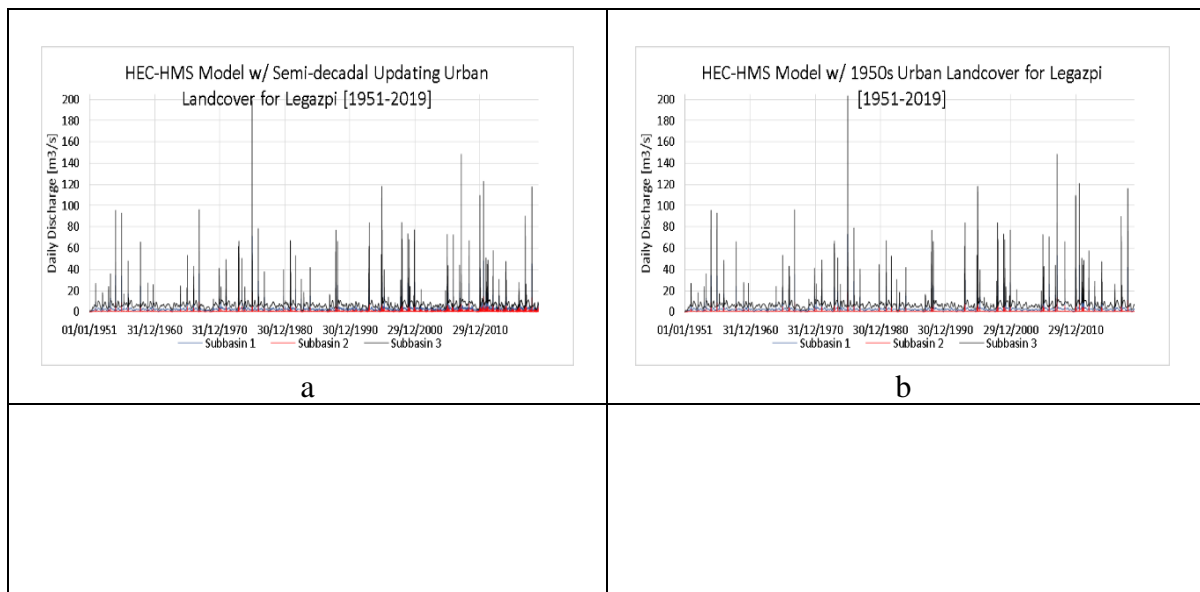 HEC-HMS Model w/ Semi-decadal Updating Urban
Landcover for Legazpi [1951-2019]
Daily Discharge [m3/s]
200
180
160
140
120
100
80
60
40
20
0
01/01/1951 31/12/1960 31/12/1970 30/12/1980 30/12/1990 29/12/2000 29/12/2010
Subbasin 1 Subbasin 2 Subbasin 3
a
HEC-HMS Model w/ 1950s Urban Landcover for Legazpi
[1951-2019]
Daily Discharge [m3/s]
200
180
160
140
120
100
80
60
40
20
0
01/01/1951 31/12/1960 31/12/1970 30/12/1980 30/12/1990 29/12/2000 29/12/2010
Subbasin 1 Subbasin 2 Subbasin 3
b